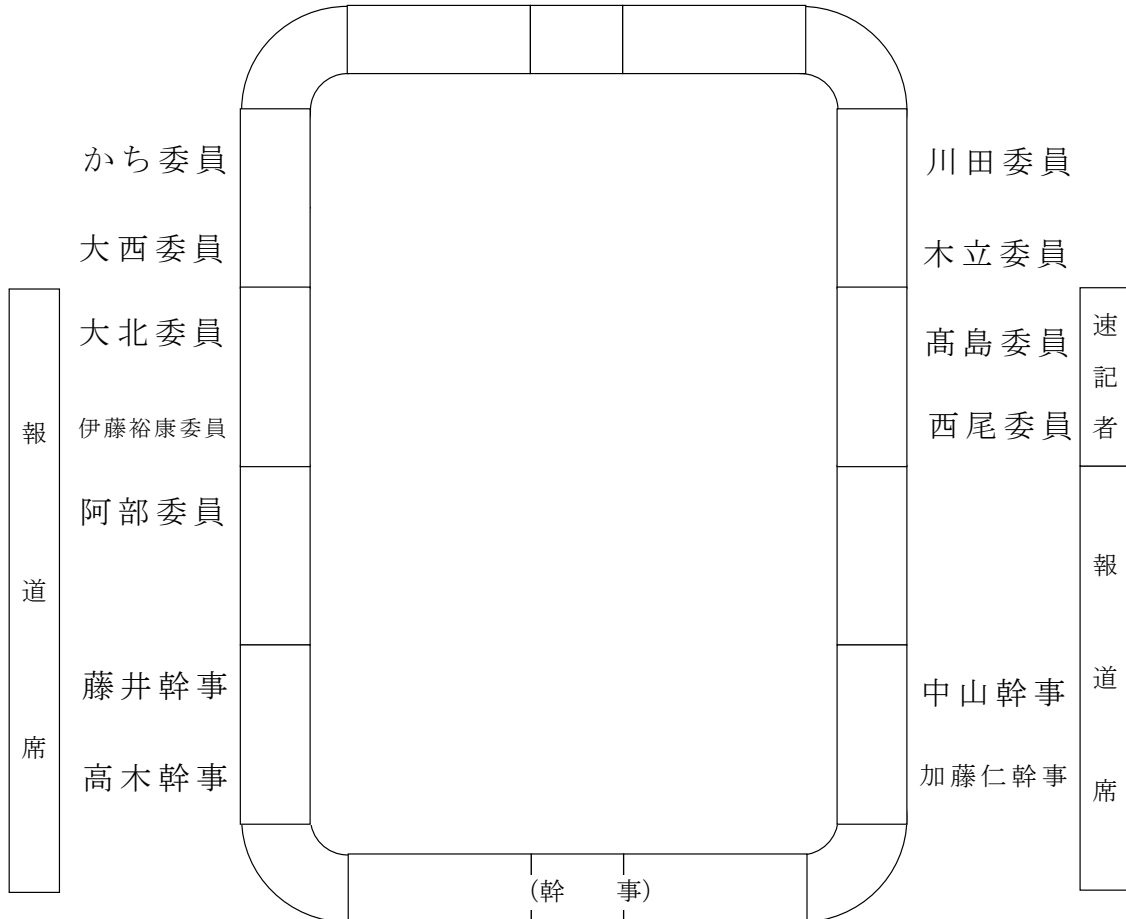 かち委員
大西委員
大北委員
伊藤裕康委員
阿部委員
藤井幹事
高木幹事
報道席
川田委員
木立委員
髙島委員
西尾委員
中山幹事
加藤仁幹事
速記者
報道席
(幹事)